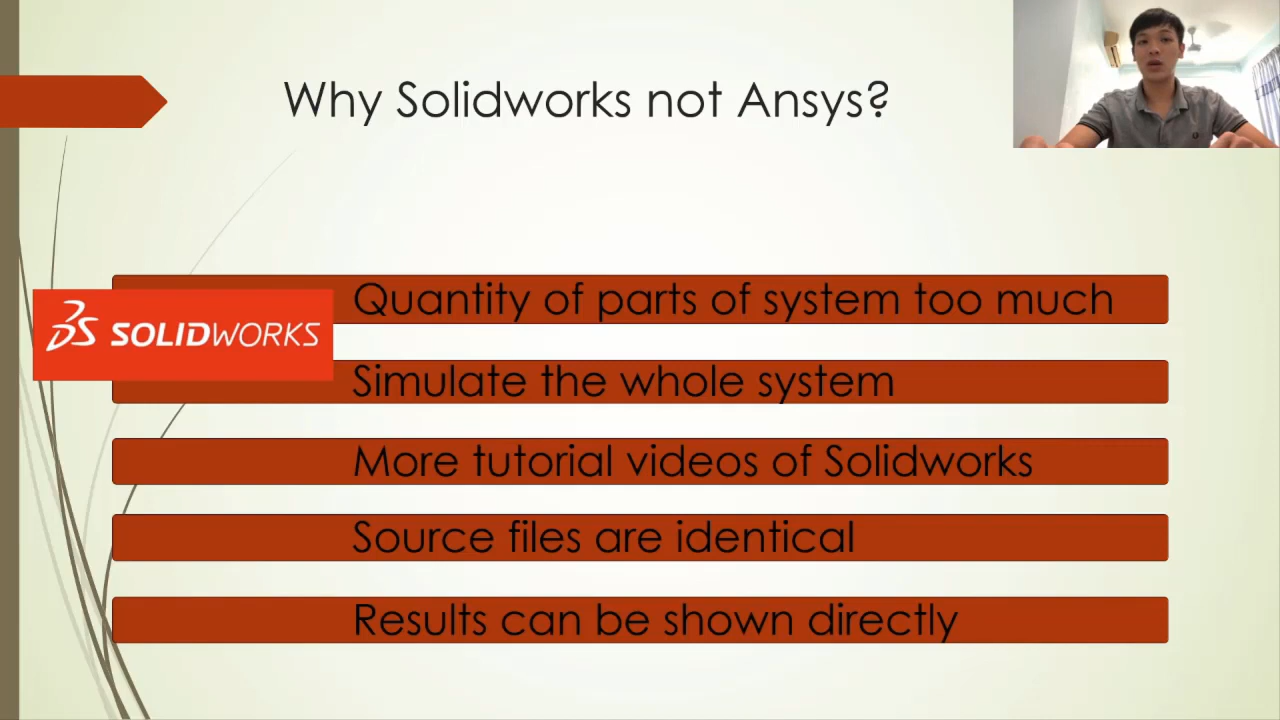 Why Solidworks not Ansys?
Quantity of parts of system too much
SOLIDWORKS
Simulate the whole system
More tutorial videos of Solidworks
Source files are identical
Results can be shown directly